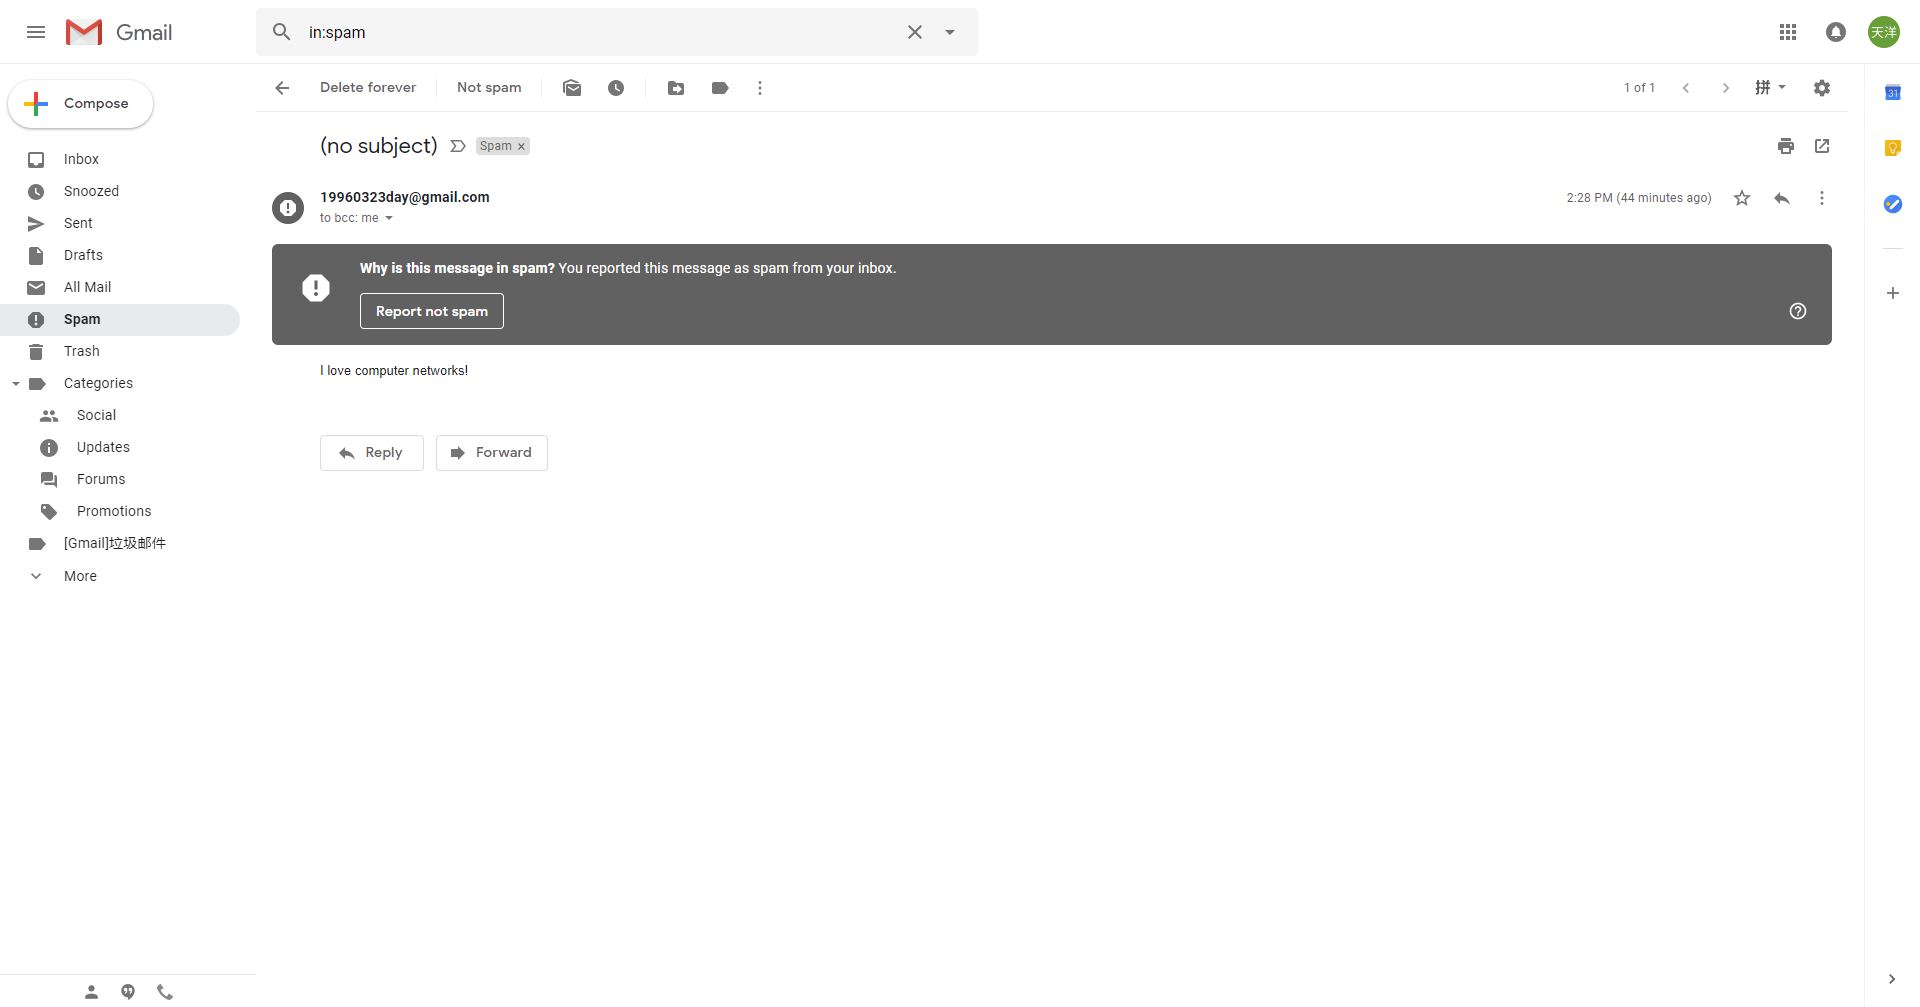 Gmail
in:spam
天洋
Compose
Delete forever
Not spam
1 of 1
拼
31
(no subject)
Spam ×
Inbox
Snoozed
Sent
Drafts
All Mail
Spam
Trash
Categories
Social
Updates
Forums
Promotions
[Gmail]垃圾邮件
More
19960323day@gmail.com
2:28 PM (44 minutes ago)
to bcc: me
Why is this message in spam? You reported this message as spam from your inbox.
Report not spam
I love computer networks!
Reply
Forward